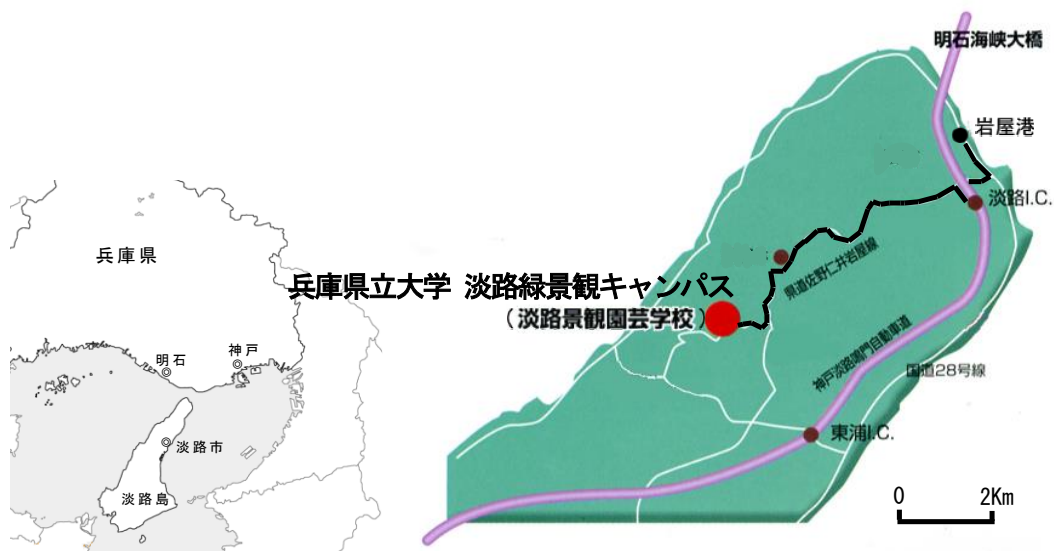 明石海峡大橋
岩屋港
淡路I.C.
兵庫県
県道佐野仁井岩屋線
兵庫県立大学 淡路緑景観キャンパス
（淡路景観園芸学校）
神戸淡路鳴門自動車道
国道28号線
神戸
明石
東浦I.C.
淡路市
淡路島
0 2Km